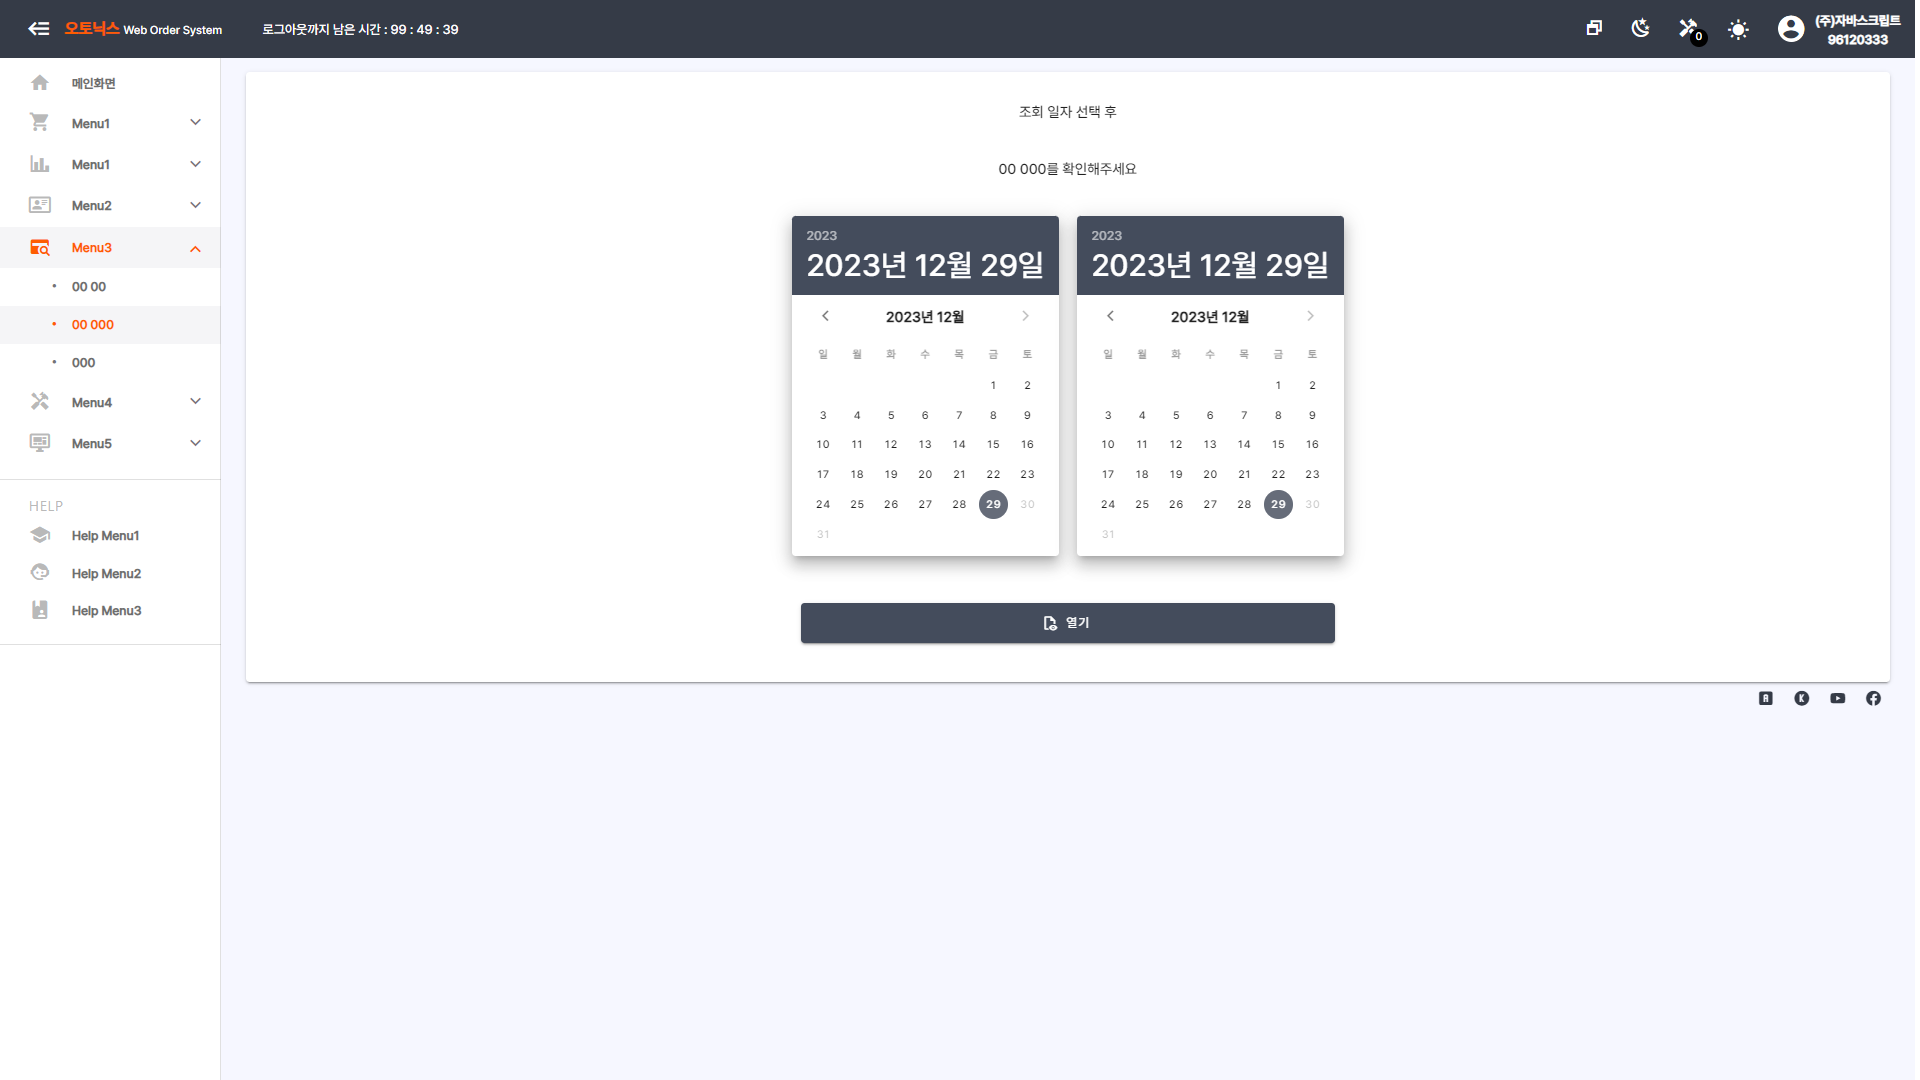 오토닉스 Web Order System
로그아웃까지 남은 시간 : 99 : 49 : 39
0
(주)자바스크립트
96120333
메인화면
Menu1
Menu1
Menu2
Menu3
00 00
00 000
000
Menu4
Menu5
HELP
Help Menu1
Help Menu2
Help Menu3
조회 일자 선택 후
00 000를 확인해주세요
2023
2023년 12월 29일
2023년 12월
일 월 화 수 목 금 토
1 2
3 4 5 6 7 8 9
10 11 12 13 14 15 16
17 18 19 20 21 22 23
24 25 26 27 28 29 30
31
2023
2023년 12월 29일
2023년 12월
일 월 화 수 목 금 토
1 2
3 4 5 6 7 8 9
10 11 12 13 14 15 16
17 18 19 20 21 22 23
24 25 26 27 28 29 30
31
열기